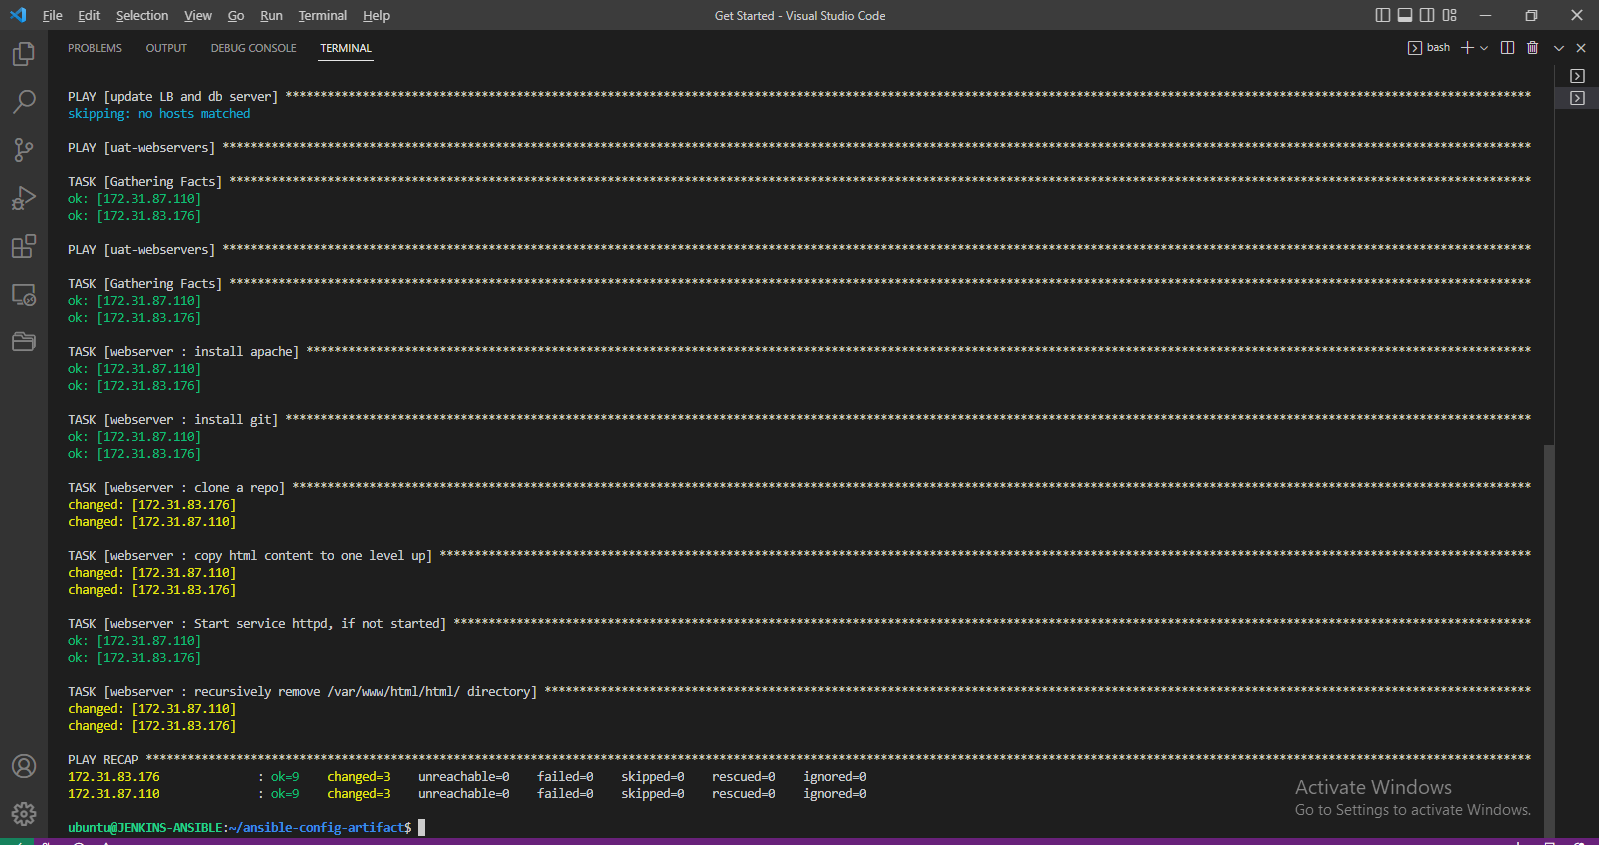 File Edit Selection View Go Run Terminal Help Get Started - Visual Studio Code
PROBLEMS OUTPUT DEBUG CONSOLE TERMINAL bash
PLAY [update LB and db server] ******************************************************************************************************************************************************************************
skipping: no hosts matched
PLAY [uat-webservers] ***************************************************************************************************************************************************************************************
TASK [Gathering Facts] **************************************************************************************************************************************************************************************
ok: [172.31.87.110]
ok: [172.31.83.176]
PLAY [uat-webservers] ***************************************************************************************************************************************************************************************
TASK [Gathering Facts] **************************************************************************************************************************************************************************************
ok: [172.31.87.110]
ok: [172.31.83.176]
TASK [webserver : install apache] ***************************************************************************************************************************************************************************
ok: [172.31.87.110]
ok: [172.31.83.176]
TASK [webserver : install git] ******************************************************************************************************************************************************************************
ok: [172.31.87.110]
ok: [172.31.83.176]
TASK [webserver : clone a repo] *****************************************************************************************************************************************************************************
changed: [172.31.83.176]
changed: [172.31.87.110]
TASK [webserver : copy html content to one level up] ********************************************************************************************************************************************************
changed: [172.31.87.110]
changed: [172.31.83.176]
TASK [webserver : Start service httpd, if not started] ******************************************************************************************************************************************************
ok: [172.31.87.110]
ok: [172.31.83.176]
TASK [webserver : recursively remove /var/www/html/html/ directory] *****************************************************************************************************************************************
changed: [172.31.87.110]
changed: [172.31.83.176]
PLAY RECAP **************************************************************************************************************************************************************************************************
172.31.83.176 : ok=9 changed=3 unreachable=0 failed=0 skipped=0 rescued=0 ignored=0
172.31.87.110 : ok=9 changed=3 unreachable=0 failed=0 skipped=0 rescued=0 ignored=0
Activate Windows
Go to Settings to activate Windows.
ubuntu@JENKINS-ANSIBLE:~/ansible-config-artifact$